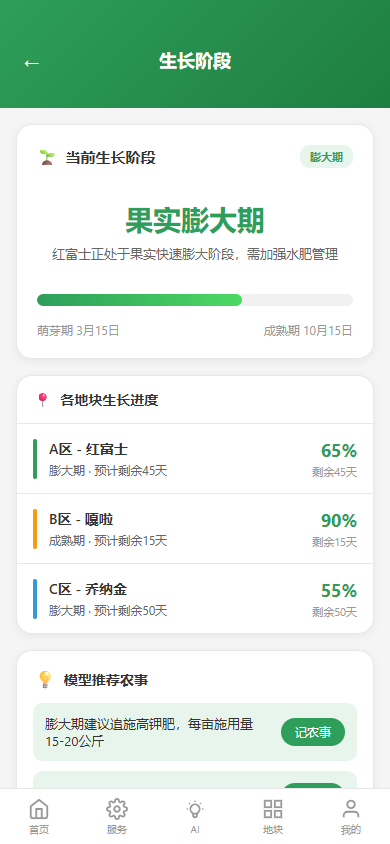 ←
生长阶段
当前生长阶段
膨大期
果实膨大期
红富士正处于果实快速膨大阶段，需加强水肥管理
萌芽期 3月15日
成熟期 10月15日
各地块生长进度
A区 - 红富士
65%
膨大期 · 预计剩余45天
剩余45天
B区 - 嘎啦
90%
成熟期 · 预计剩余15天
剩余15天
C区 - 乔纳金
55%
膨大期 · 预计剩余50天
剩余50天
模型推荐农事
膨大期建议追施高钾肥，每亩施用量
15-20公斤
记农事
首页
服务
AI
地块
我的